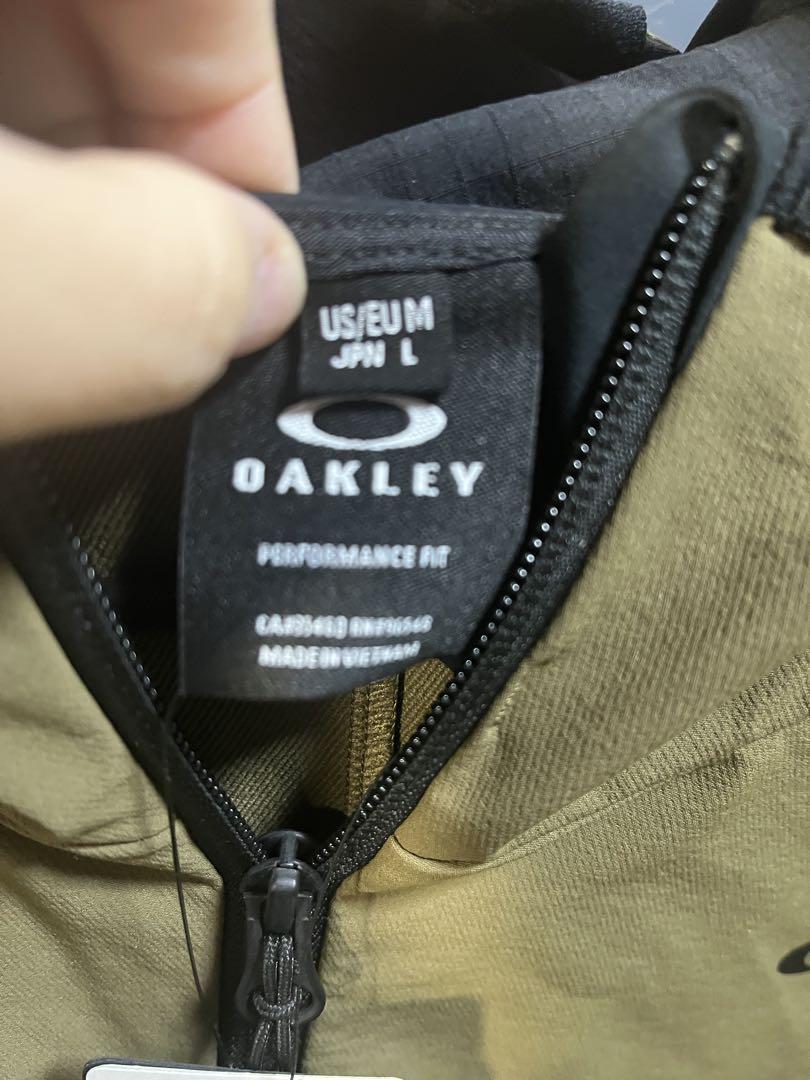 US/EU M
JPN L
OAKLEY
PERFORMANCE FIT
MADE IN VIETNAM